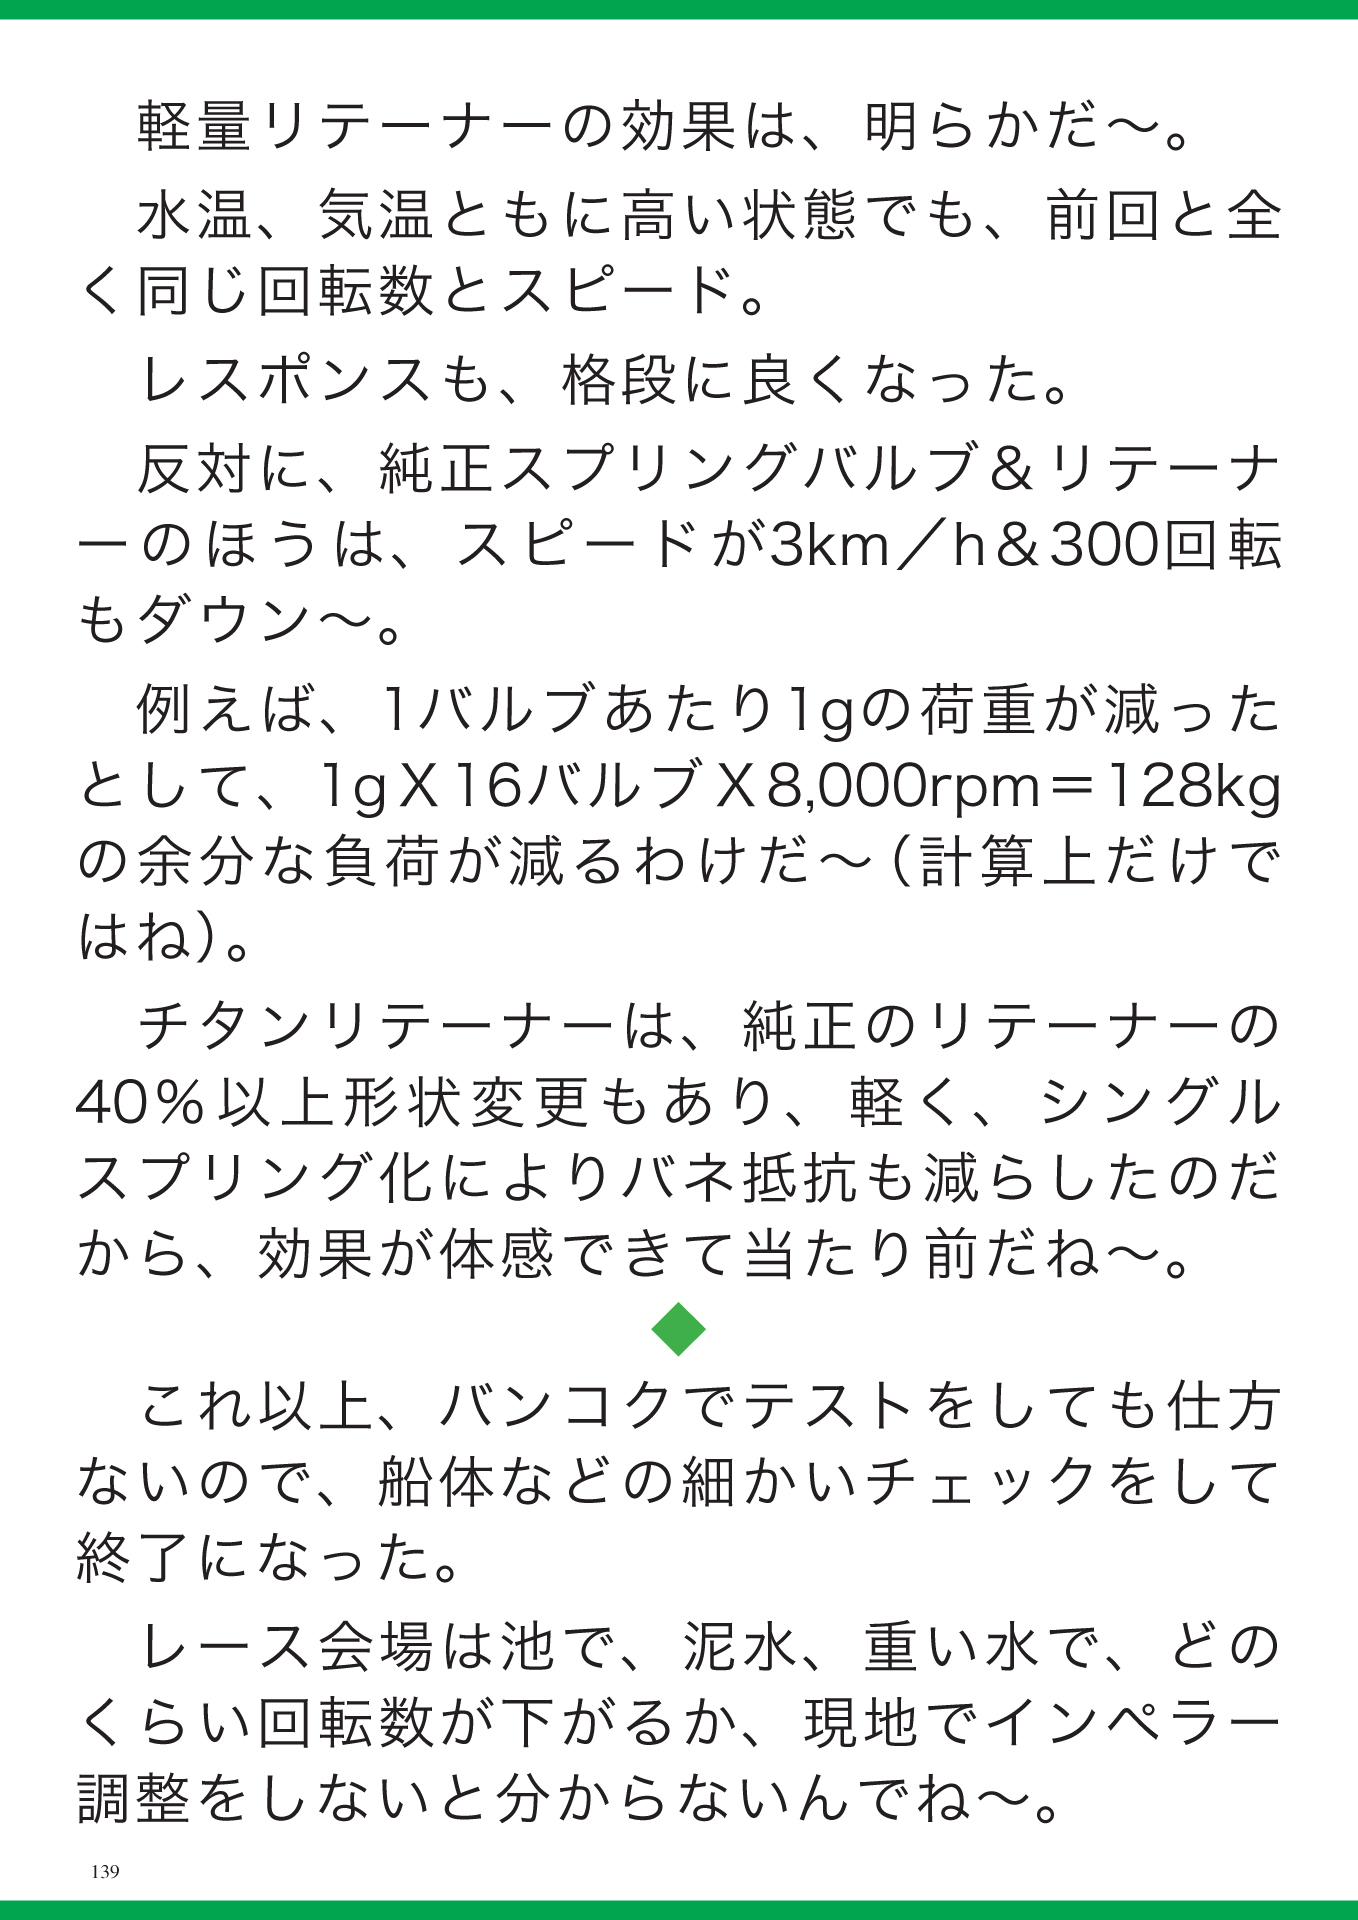 軽量リテーナーの効果は、明らかだ〜。
水温、気温ともに高い状態でも、前回と全
く同じ回転数とスピード。
レスポンスも、格段に良くなった。
反対に、純正スプリングバルブ＆リテーナ
ーのほうは、スピードが3km／h＆300回転
もダウン〜。
例えば、1バルブあたり1gの荷重が減った
として、1gＸ16バルブＸ8,000rpm＝128kg
の余分な負荷が減るわけだ〜（計算上だけで
はね）。
チタンリテーナーは、純正のリテーナーの
40％以上形状変更もあり、軽く、シングル
スプリング化によりバネ抵抗も減らしたのだ
から、効果が体感できて当たり前だね〜。
◆
これ以上、バンコクでテストをしても仕方
ないので、船体などの細かいチェックをして
終了になった。
レース会場は池で、泥水、重い水で、どの
くらい回転数が下がるか、現地でインペラー
調整をしないと分からないんでね〜。
139